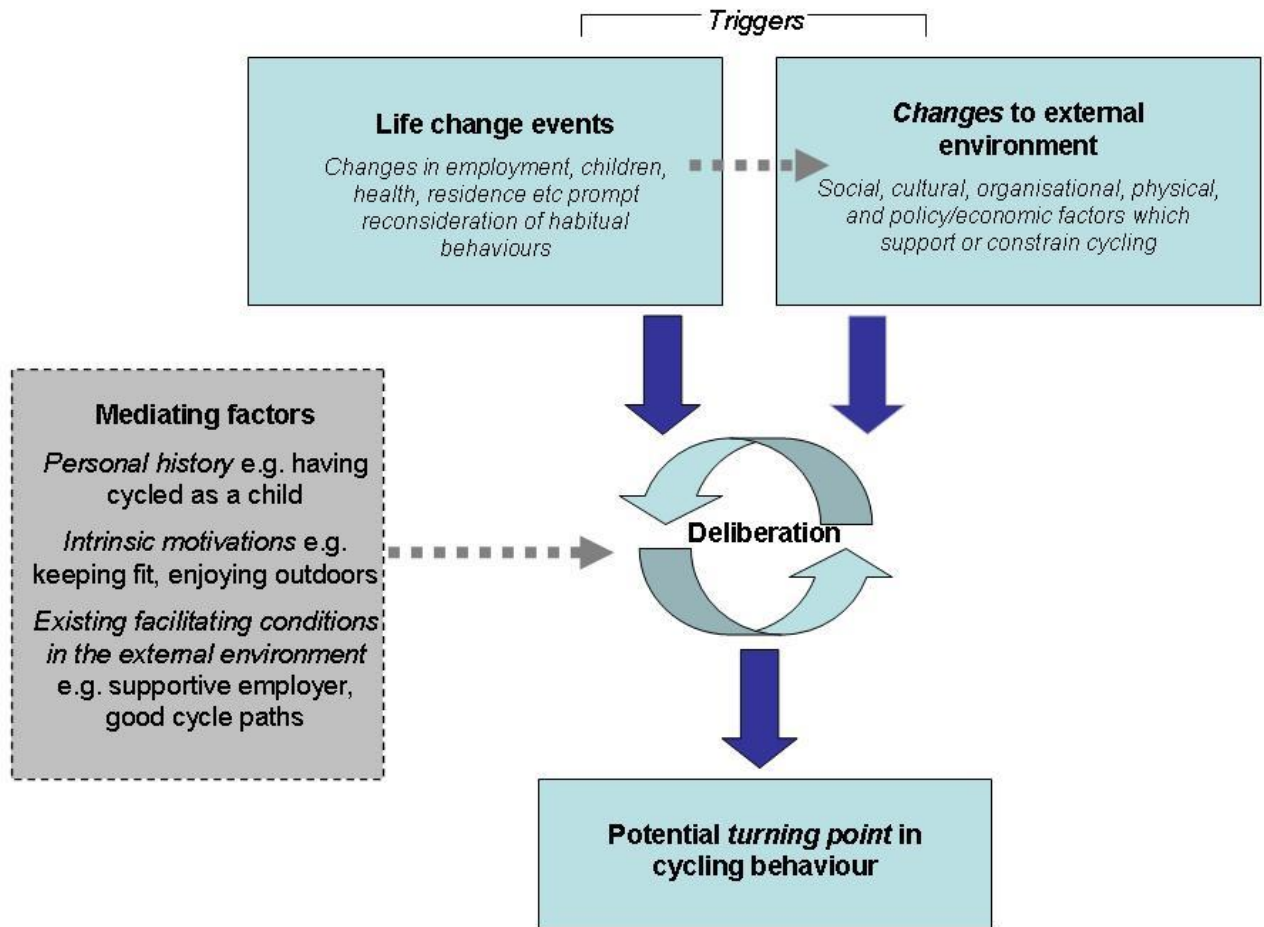 Triggers
Life change events
Changes in employment, children,
health, residence etc prompt
reconsideration of habitual
behaviours
Changes to external
environment
Social, cultural, organisational, physical,
and policy/economic factors which
support or constrain cycling
Mediating factors
Personal history e.g. having
cycled as a child
Intrinsic motivations e.g.
keeping fit, enjoying outdoors
Existing facilitating conditions
in the external environment
e.g. supportive employer,
good cycle paths
Deliberation
Potential turning point in
cycling behaviour